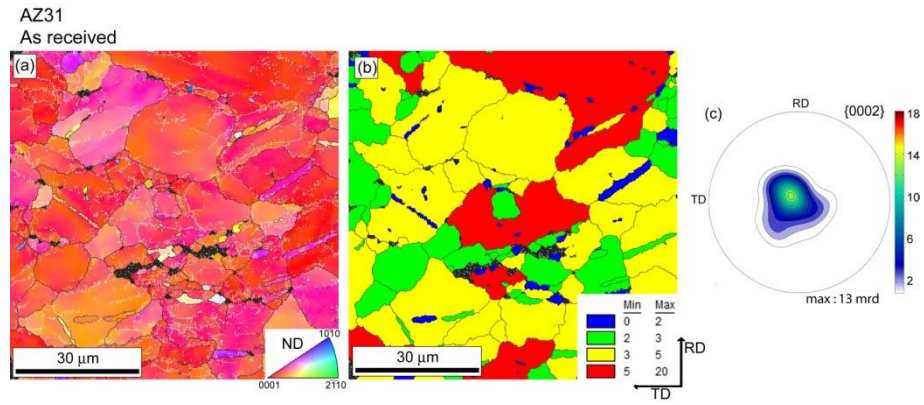 AZ31
As received
(a)
30 μm
ND
1010
0001
2110
(b)
30 μm
Min Max
0 2
2 3
3 5
5 20
RD
TD
(c)
RD
{0002}
TD
18
14
10
6
2
max : 13 mrd